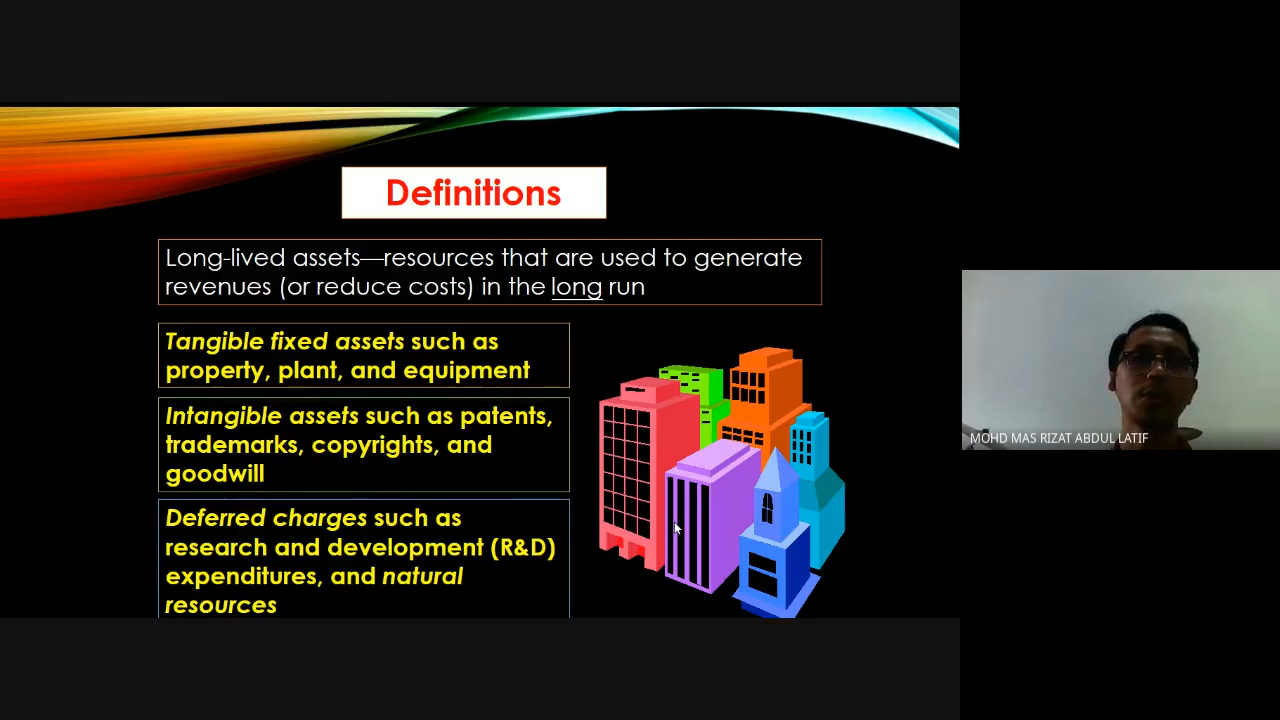 Definitions
Long-lived assets—resources that are used to generate
revenues (or reduce costs) in the long run
Tangible fixed assets such as
property, plant, and equipment
Intangible assets such as patents,
trademarks, copyrights, and
goodwill
Deferred charges such as
research and development (R&D)
expenditures, and natural
resources
MOHD MAS RIZAT ABDUL LATIF